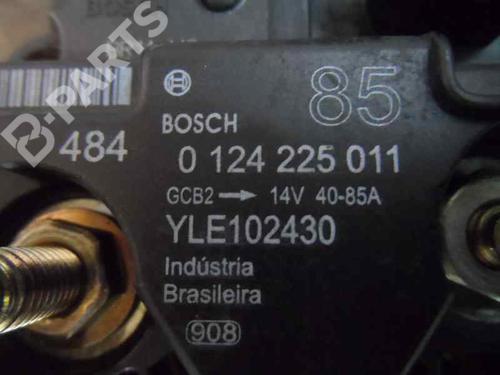 B-PARTS
85
BOSCH
484
0 124 225 011
GCB2→ 14V 40-85A
YLE102430
Indústria
Brasileira
908